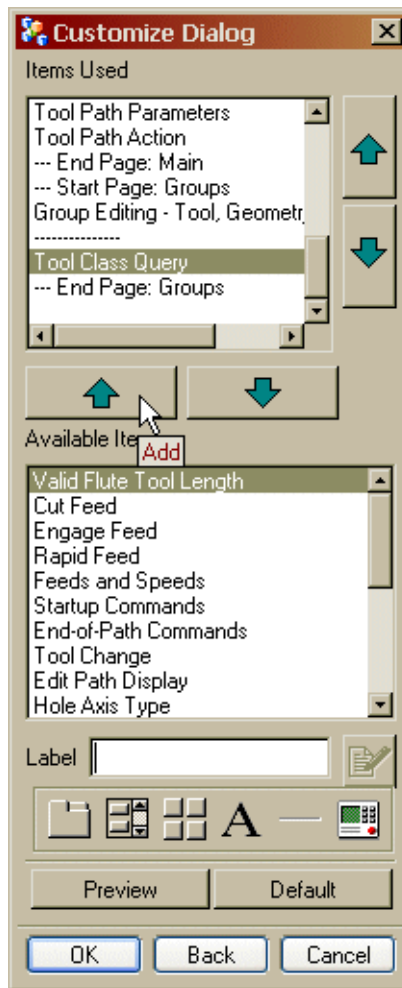 Customize Dialog
Items Used
Tool Path Parameters
Tool Path Action
--- End Page: Main
--- Start Page: Groups
Group Editing - Tool, Geometr
---------------
Tool Class Query
--- End Page: Groups
Available Ite
Add
Valid Flute Tool Length
Cut Feed
Engage Feed
Rapid Feed
Feeds and Speeds
Startup Commands
End-of-Path Commands
Tool Change
Edit Path Display
Hole Axis Type
Label
A
Preview Default
OK Back Cancel